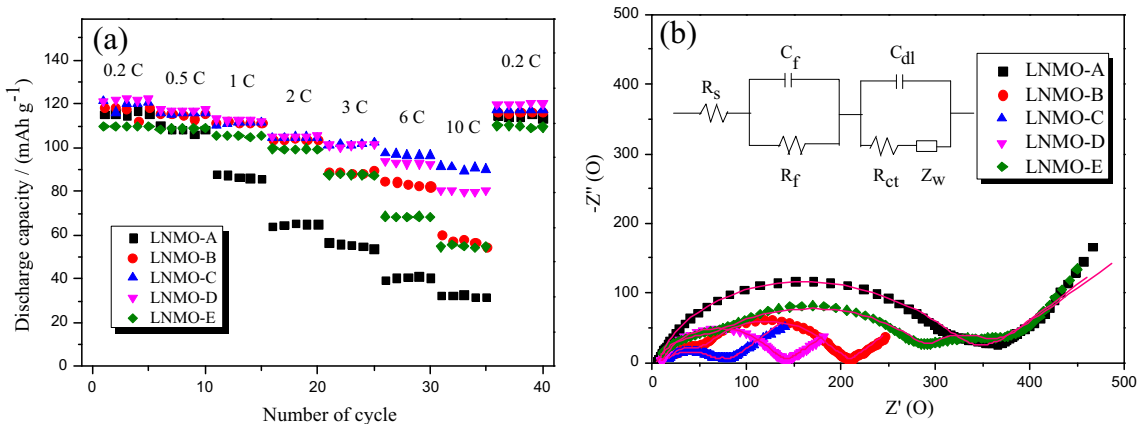 (a)
0.2 C
0.5 C
1 C
2 C
3 C
6 C
10 C
0.2 C
Discharge capacity / (mAh g-1)
140
120
100
80
60
40
20
0
LNMO-A
LNMO-B
LNMO-C
LNMO-D
LNMO-E
0
10
20
30
40
Number of cycle
(b)
500
400
300
200
100
0
-Z'' (O)
Rs
Cf
Rf
Cdl
Rct
Zw
LNMO-A
LNMO-B
LNMO-C
LNMO-D
LNMO-E
0
100
200
300
400
500
Z' (O)